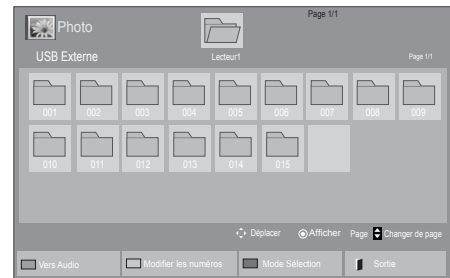 Photo
Page 1/1
USB Externe
Lecteur1
Page 1/1
001 002 003 004 005 006 007 008 009
010 011 012 013 014 015
Déplacer Afficher Page Changer de page
Vers Audio Modifier les numéros Mode Sélection Sortie